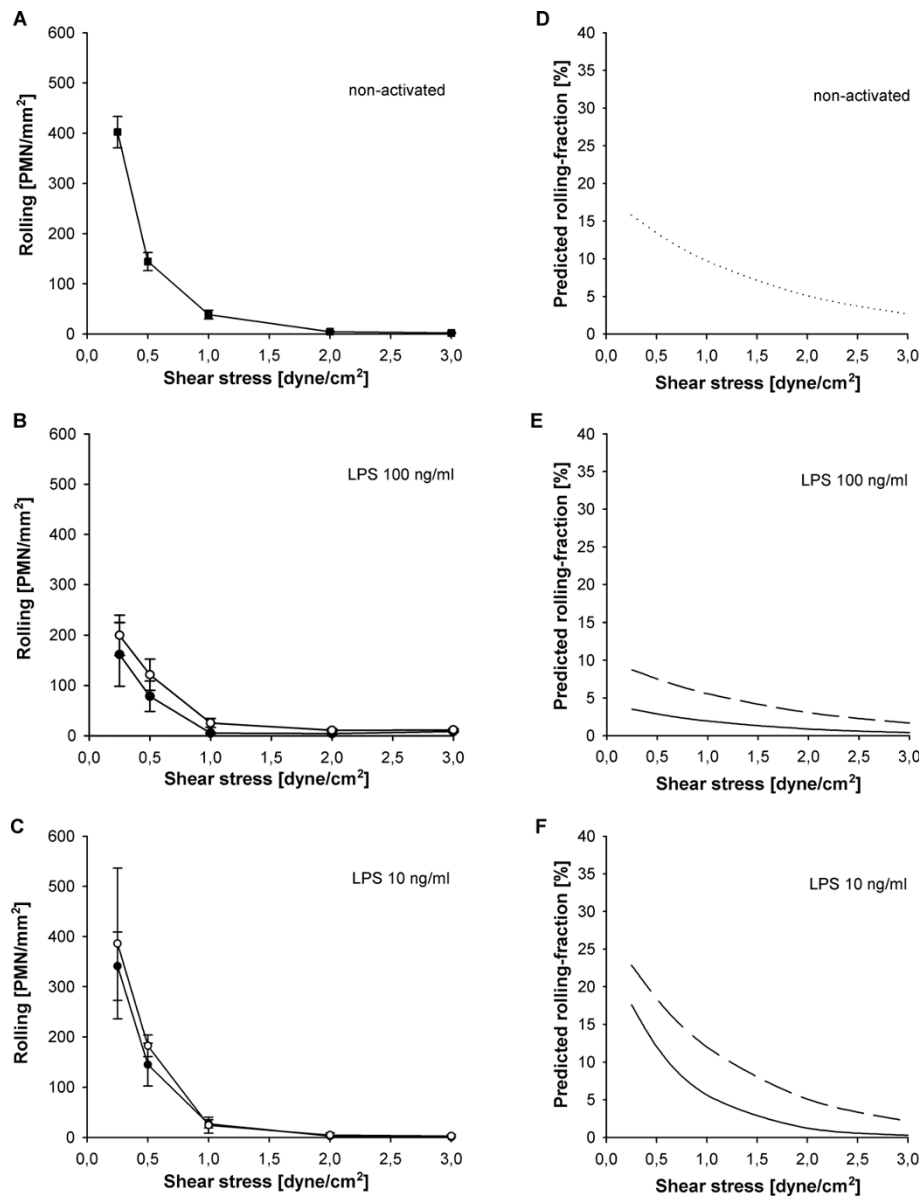 A
600
500
400
300
200
100
0
Rolling [PMN/mm²]
non-activated
0,0 0,5 1,0 1,5 2,0 2,5 3,0
Shear stress [dyne/cm²]
D
40
35
30
25
20
15
10
5
0
Predicted rolling-fraction [%]
non-activated
0,0 0,5 1,0 1,5 2,0 2,5 3,0
Shear stress [dyne/cm²]
B
600
500
400
300
200
100
0
Rolling [PMN/mm²]
LPS 100 ng/ml
0,0 0,5 1,0 1,5 2,0 2,5 3,0
Shear stress [dyne/cm²]
E
40
35
30
25
20
15
10
5
0
Predicted rolling-fraction [%]
LPS 100 ng/ml
0,0 0,5 1,0 1,5 2,0 2,5 3,0
Shear stress [dyne/cm²]
C
600
500
400
300
200
100
0
Rolling [PMN/mm²]
LPS 10 ng/ml
0,0 0,5 1,0 1,5 2,0 2,5 3,0
Shear stress [dyne/cm²]
F
40
35
30
25
20
15
10
5
0
Predicted rolling-fraction [%]
LPS 10 ng/ml
0,0 0,5 1,0 1,5 2,0 2,5 3,0
Shear stress [dyne/cm²]